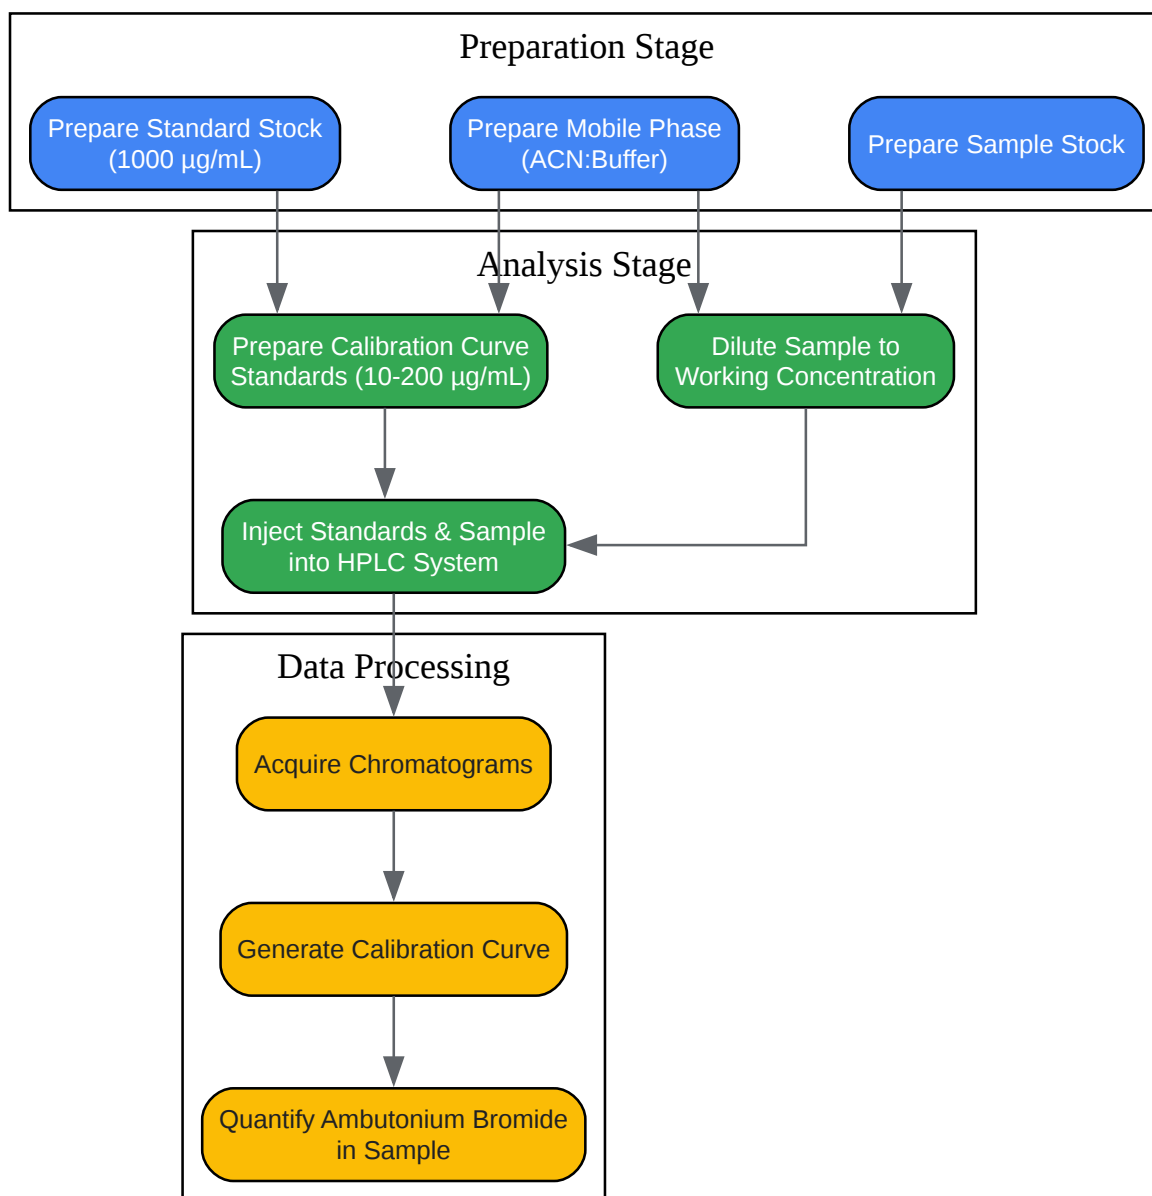 Preparation Stage
Prepare Standard Stock
(1000 µg/mL)
Prepare Mobile Phase
(ACN:Buffer)
Prepare Sample Stock
Analysis Stage
Prepare Calibration Curve
Standards (10-200 µg/mL)
Dilute Sample to
Working Concentration
Inject Standards & Sample
into HPLC System
Data Processing
Acquire Chromatograms
Generate Calibration Curve
Quantify Ambutonium Bromide
in Sample